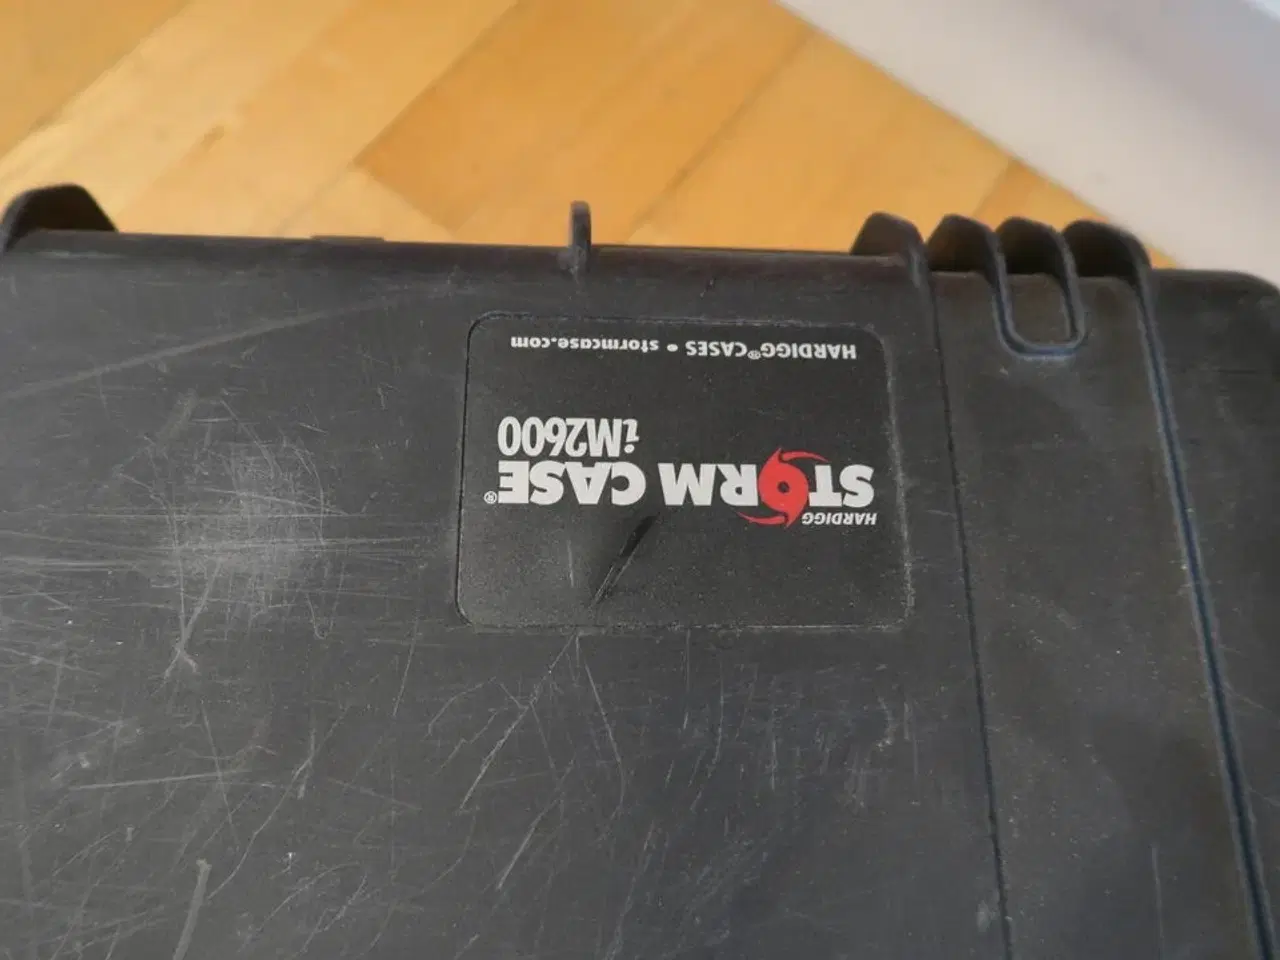 HARDIGG
STORM CASE®
iM2600
HARDIGG® CASES • stormcase.com